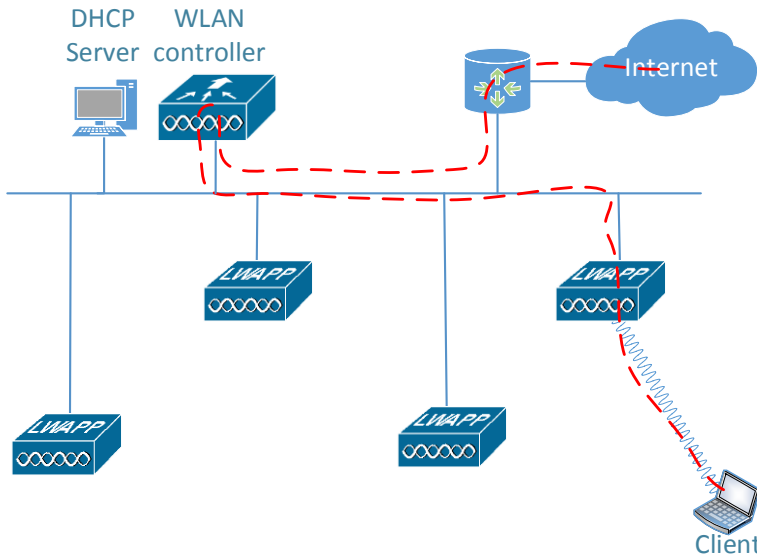 DHCP
Server
WLAN
controller
Internet
LWAPP
LWAPP
LWAPP
LWAPP
Client